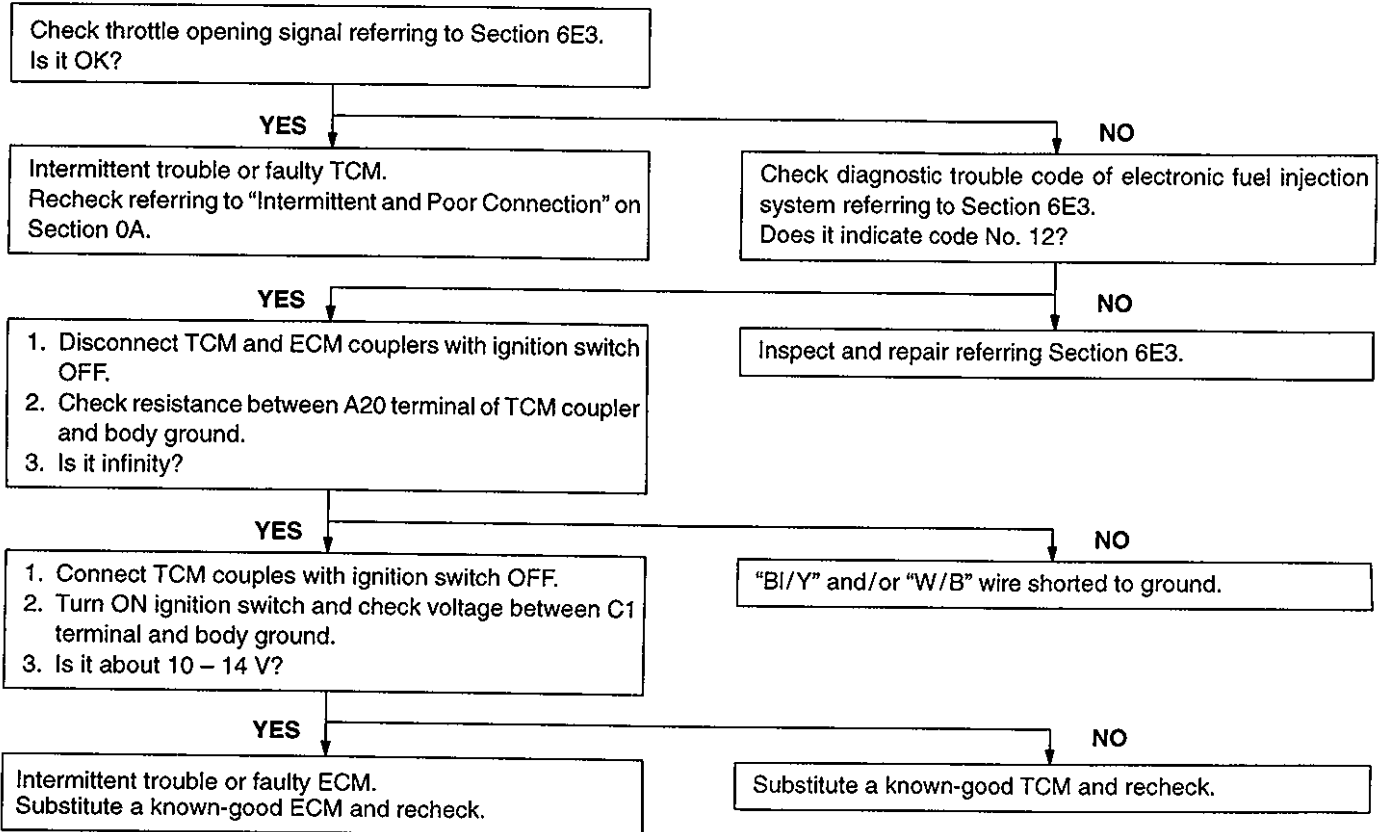 Check throttle opening signal referring to Section 6E3.
Is it OK?
YES
NO
Intermittent trouble or faulty TCM.
Recheck referring to “Intermittent and Poor Connection” on
Section 0A.
Check diagnostic trouble code of electronic fuel injection
system referring to Section 6E3.
Does it indicate code No. 12?
YES
NO
1. Disconnect TCM and ECM couplers with ignition switch
OFF.
2. Check resistance between A20 terminal of TCM coupler
and body ground.
3. Is it infinity?
Inspect and repair referring Section 6E3.
YES
NO
1. Connect TCM couples with ignition switch OFF.
2. Turn ON ignition switch and check voltage between C1
terminal and body ground.
3. Is it about 10 – 14 V?
“Bl/Y” and/or “W/B” wire shorted to ground.
YES
NO
Intermittent trouble or faulty ECM.
Substitute a known-good ECM and recheck.
Substitute a known-good TCM and recheck.